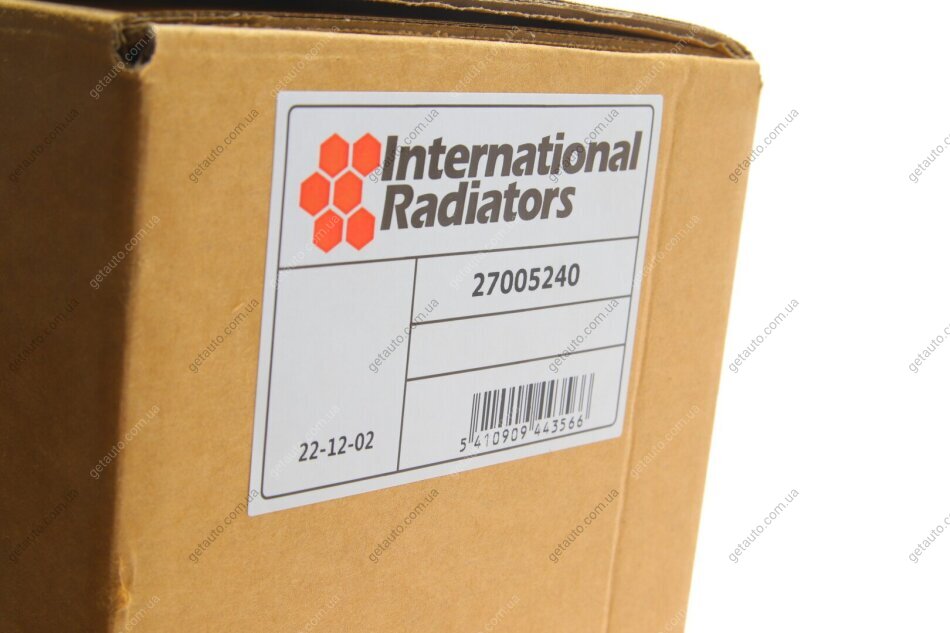 International
Radiators
27005240
22-12-02
5 410909 443566
getauto.com.ua